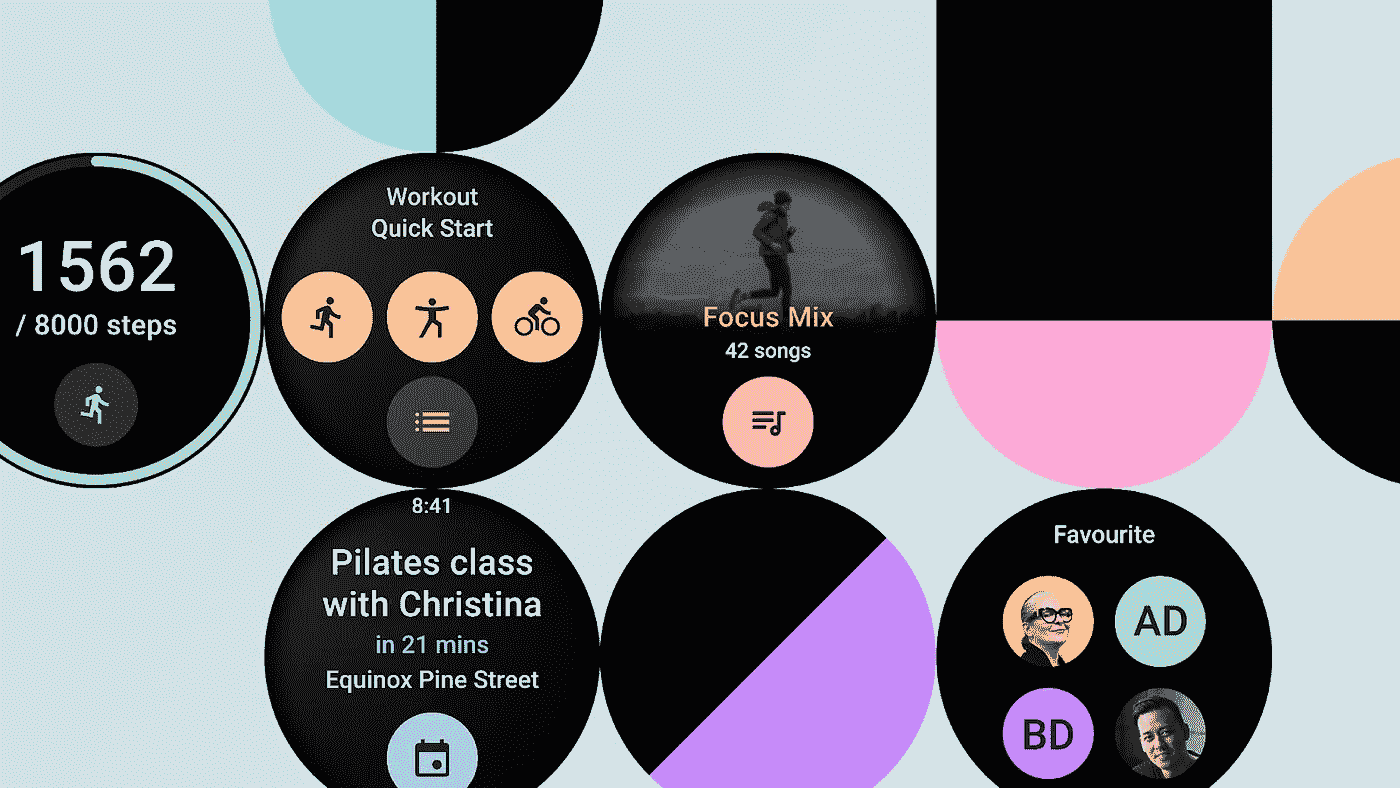 1562
/ 8000 steps
Workout
Quick Start
Focus Mix
42 songs
8:41
Pilates class
with Christina
in 21 mins
Equinox Pine Street
Favourite
AD
BD